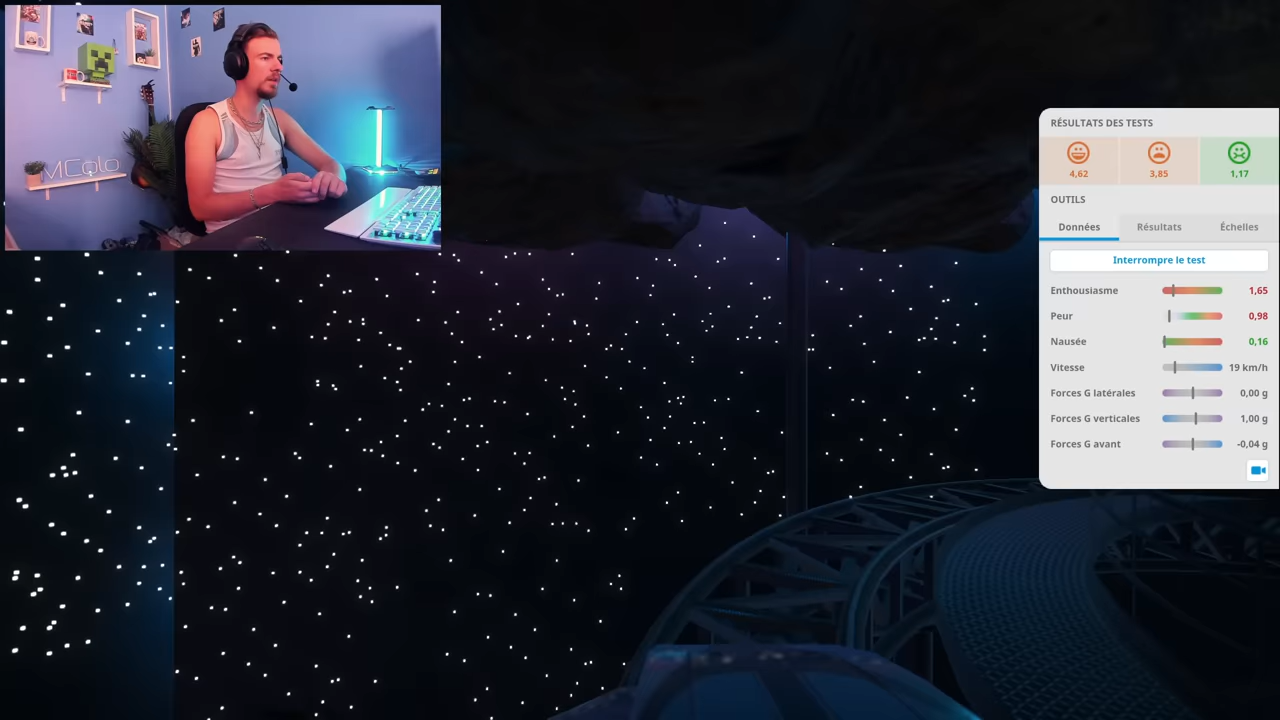 MColo
RÉSULTATS DES TESTS
4,62 3,85 1,17
OUTILS
Données Résultats Échelles
Interrompre le test
Enthousiasme 1,65
Peur 0,98
Nausée 0,16
Vitesse 19 km/h
Forces G latérales 0,00 g
Forces G verticales 1,00 g
Forces G avant -0,04 g